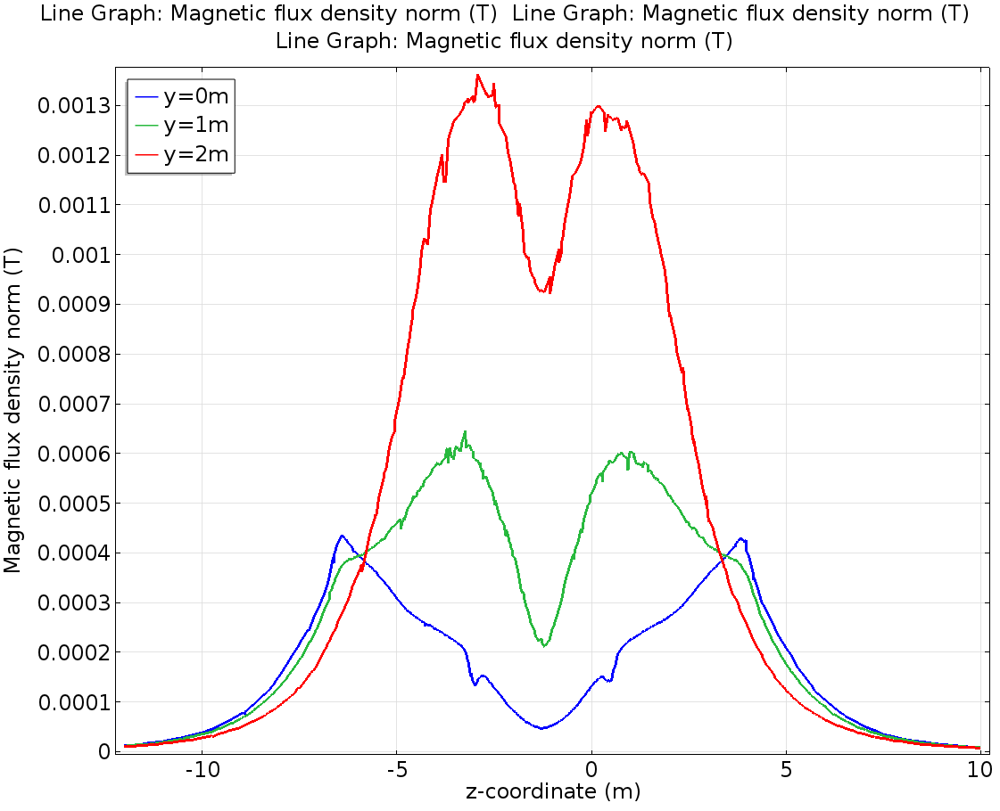 Line Graph: Magnetic flux density norm (T)  Line Graph: Magnetic flux density norm (T)
Line Graph: Magnetic flux density norm (T)
y=0m
y=1m
y=2m
Magnetic flux density norm (T)
0.0013
0.0012
0.0011
0.001
0.0009
0.0008
0.0007
0.0006
0.0005
0.0004
0.0003
0.0002
0.0001
0
-10 -5 0 5 10
z-coordinate (m)